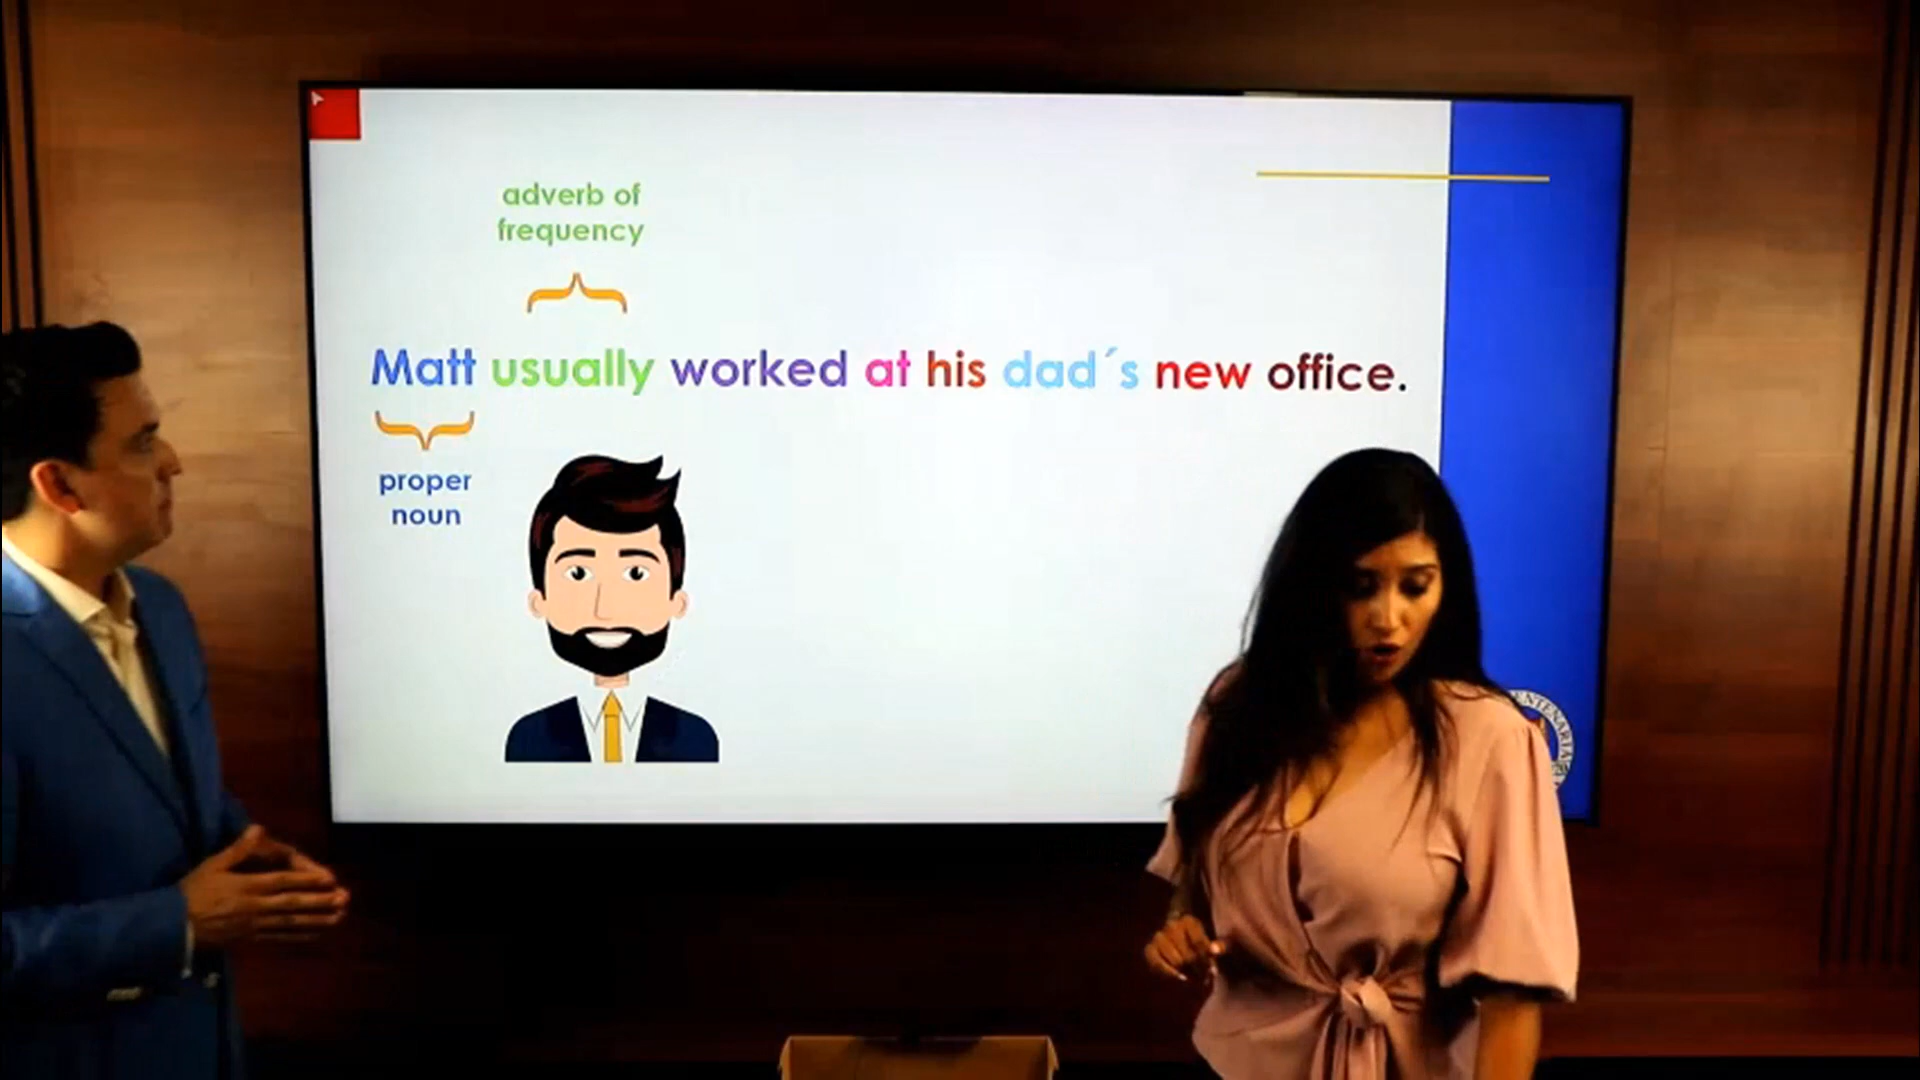 adverb of
frequency
Matt usually worked at his dad´s new office.
proper
noun